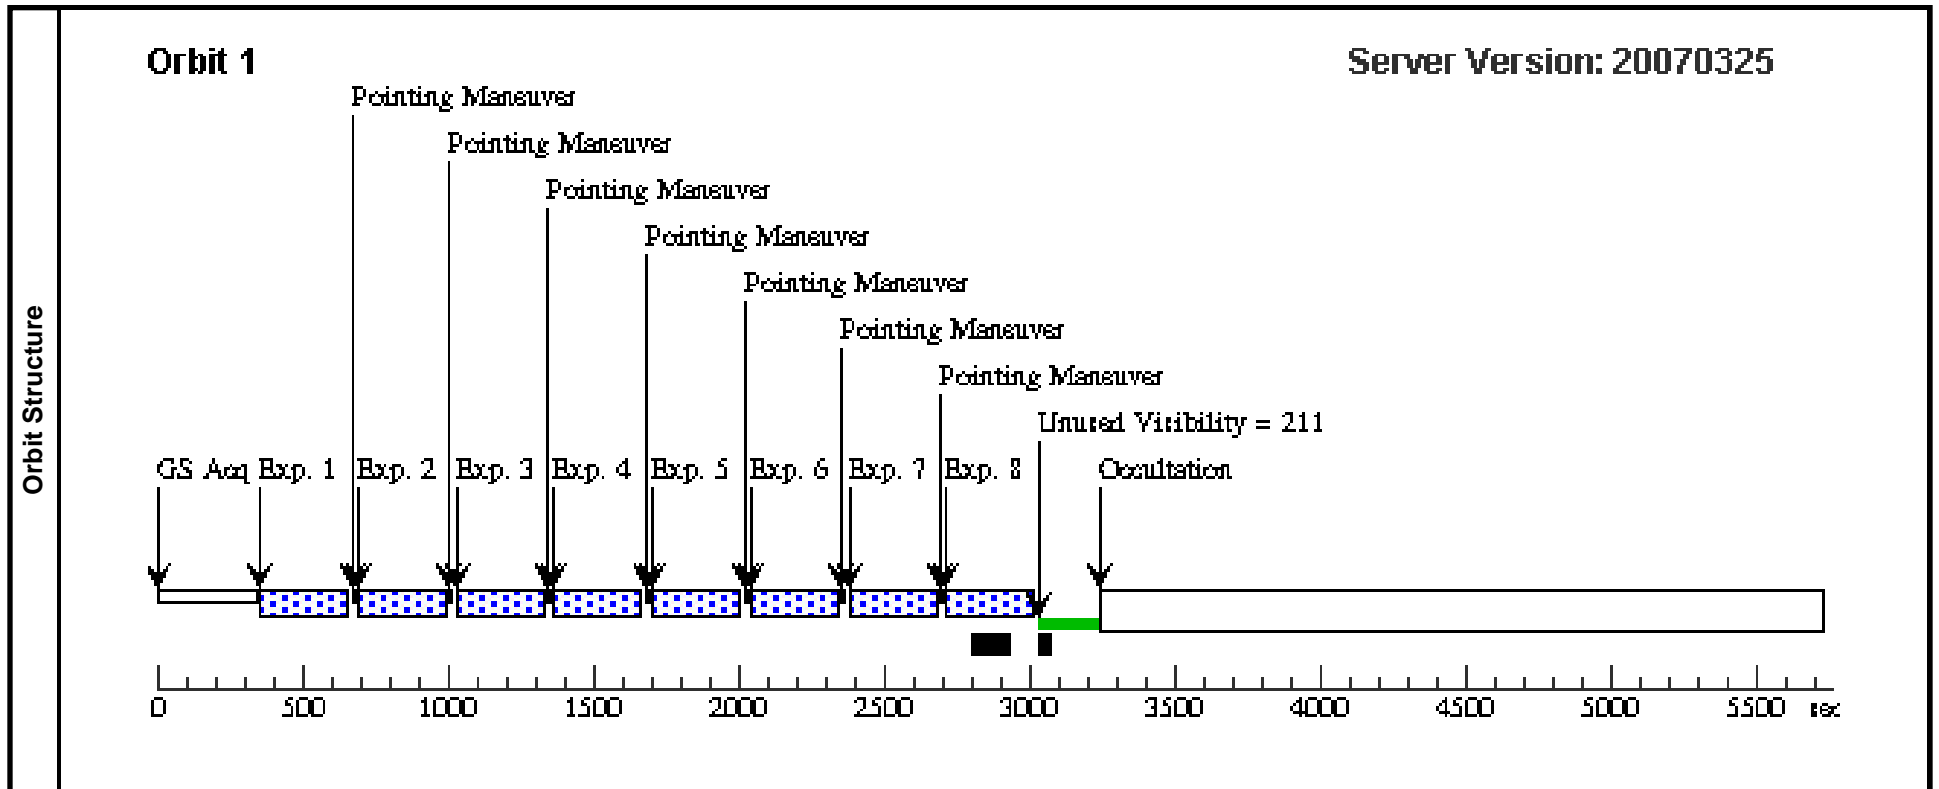 Orbit 1
Server Version: 20070325
Pointing Maneuver
Pointing Maneuver
Pointing Maneuver
Pointing Maneuver
Pointing Maneuver
Pointing Maneuver
Pointing Maneuver
Unused Visibility = 211
GS Acq Exp. 1 Exp. 2 Exp. 3 Exp. 4 Exp. 5 Exp. 6 Exp. 7 Exp. 8 Occultation
0 500 1000 1500 2000 2500 3000 3500 4000 4500 5000 5500 sec
Orbit Structure